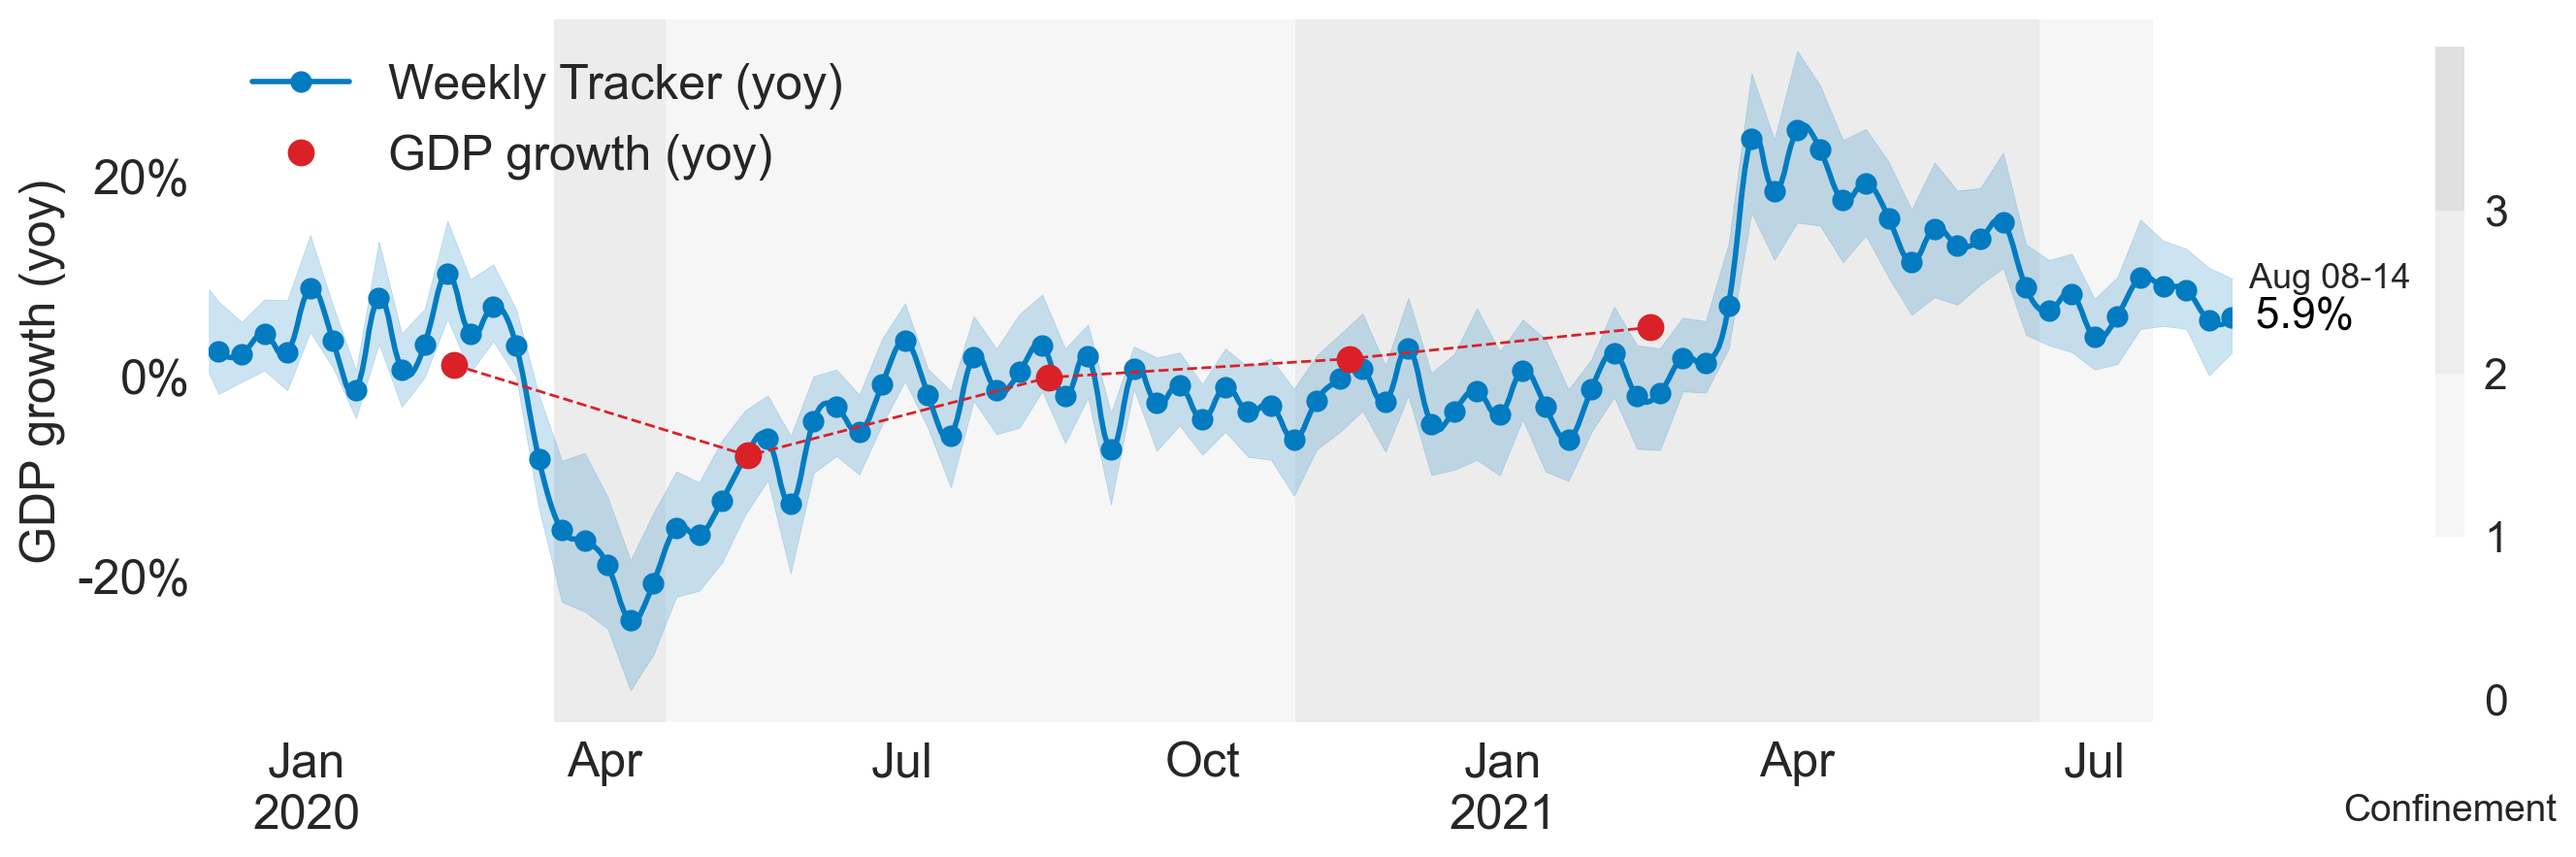 Weekly Tracker (yoy)
GDP growth (yoy)
GDP growth (yoy)
20%
0%
-20%
Aug 08-14
5.9%
3
2
1
0
Jan
2020
Apr
Jul
Oct
Jan
2021
Apr
Jul
Confinement